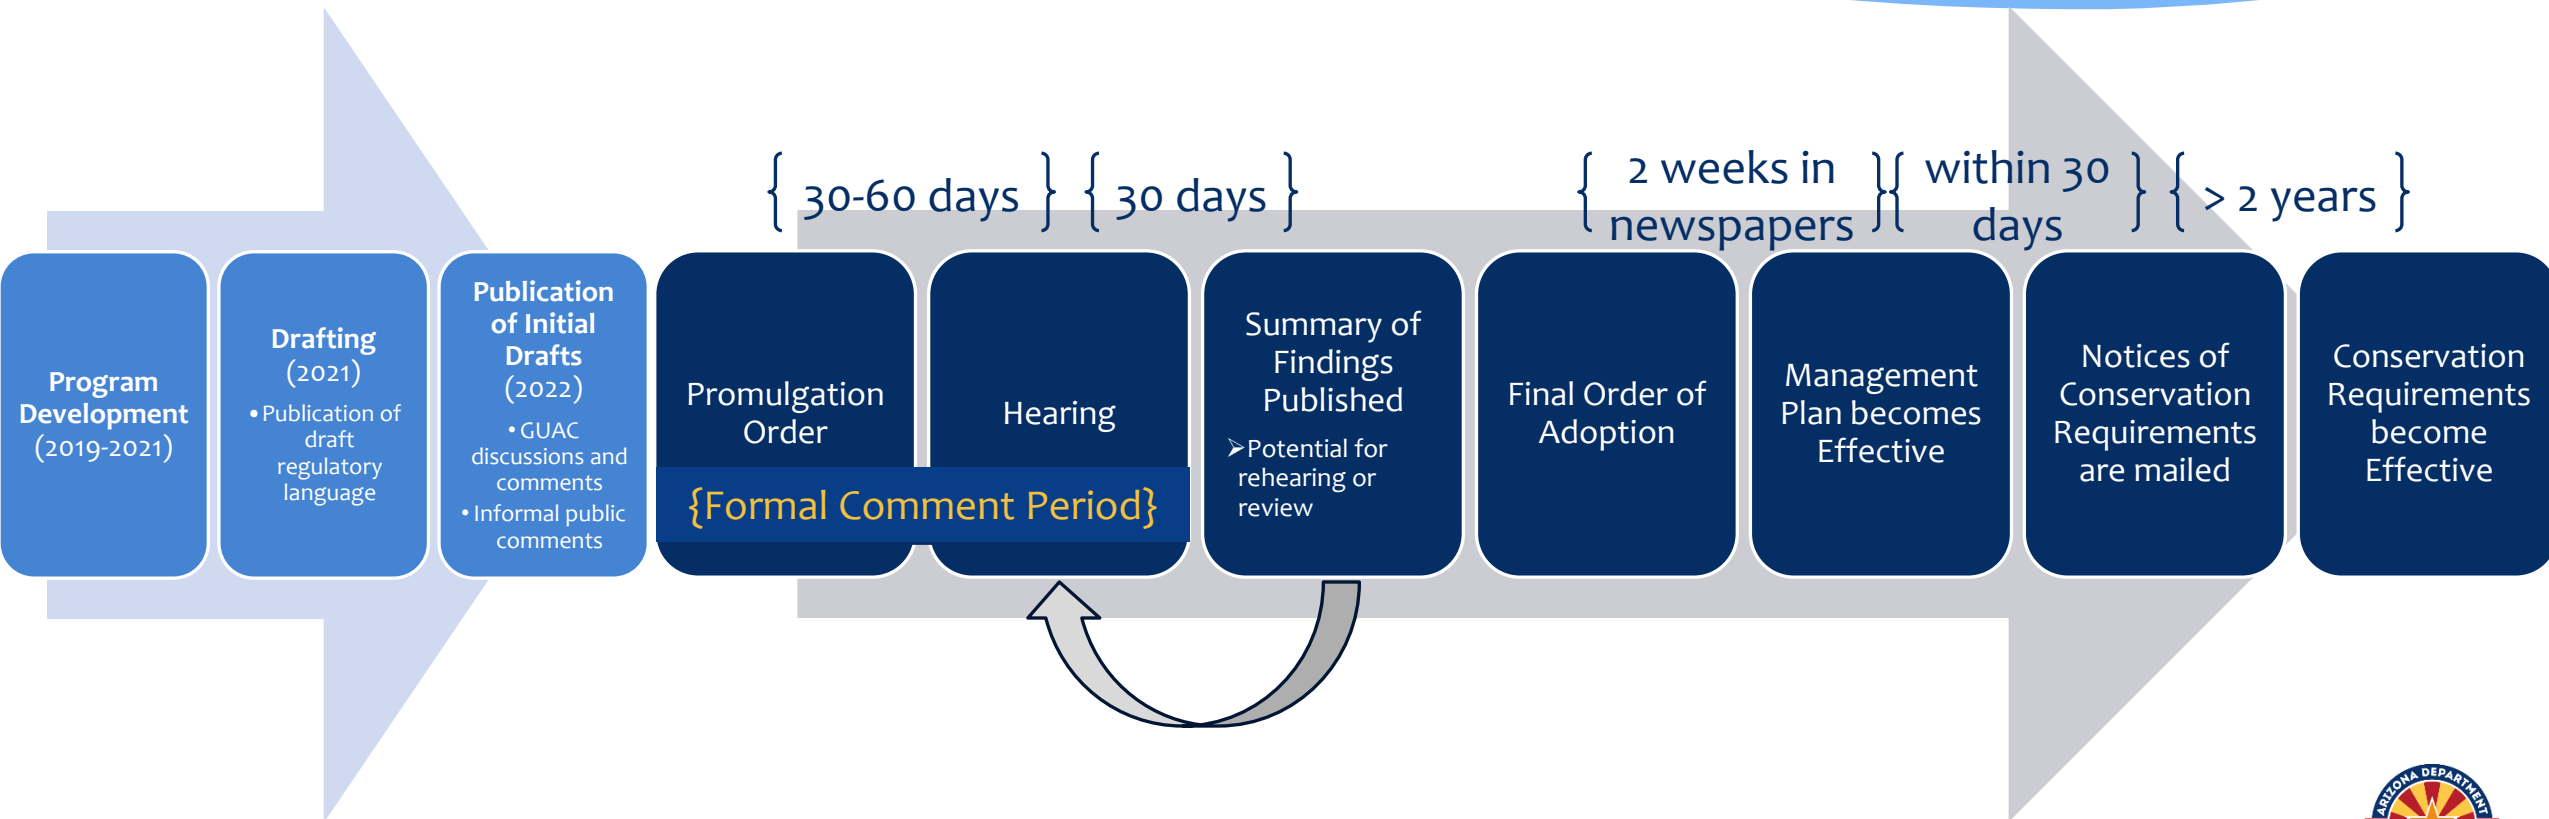 { 30-60 days }
{ 30 days }
{ 2 weeks in
newspapers }
{ within 30
days }
{ > 2 years }
Program
Development
(2019-2021)
Drafting
(2021)
• Publication of
draft
regulatory
language
Publication
of Initial
Drafts
(2022)
• GUAC
discussions and
comments
• Informal public
comments
Promulgation
Order
Hearing
{Formal Comment Period}
Summary of
Findings
Published
➢Potential for
rehearing or
review
Final Order of
Adoption
Management
Plan becomes
Effective
Notices of
Conservation
Requirements
are mailed
Conservation
Requirements
become
Effective
ARIZONA DEPARTMENT